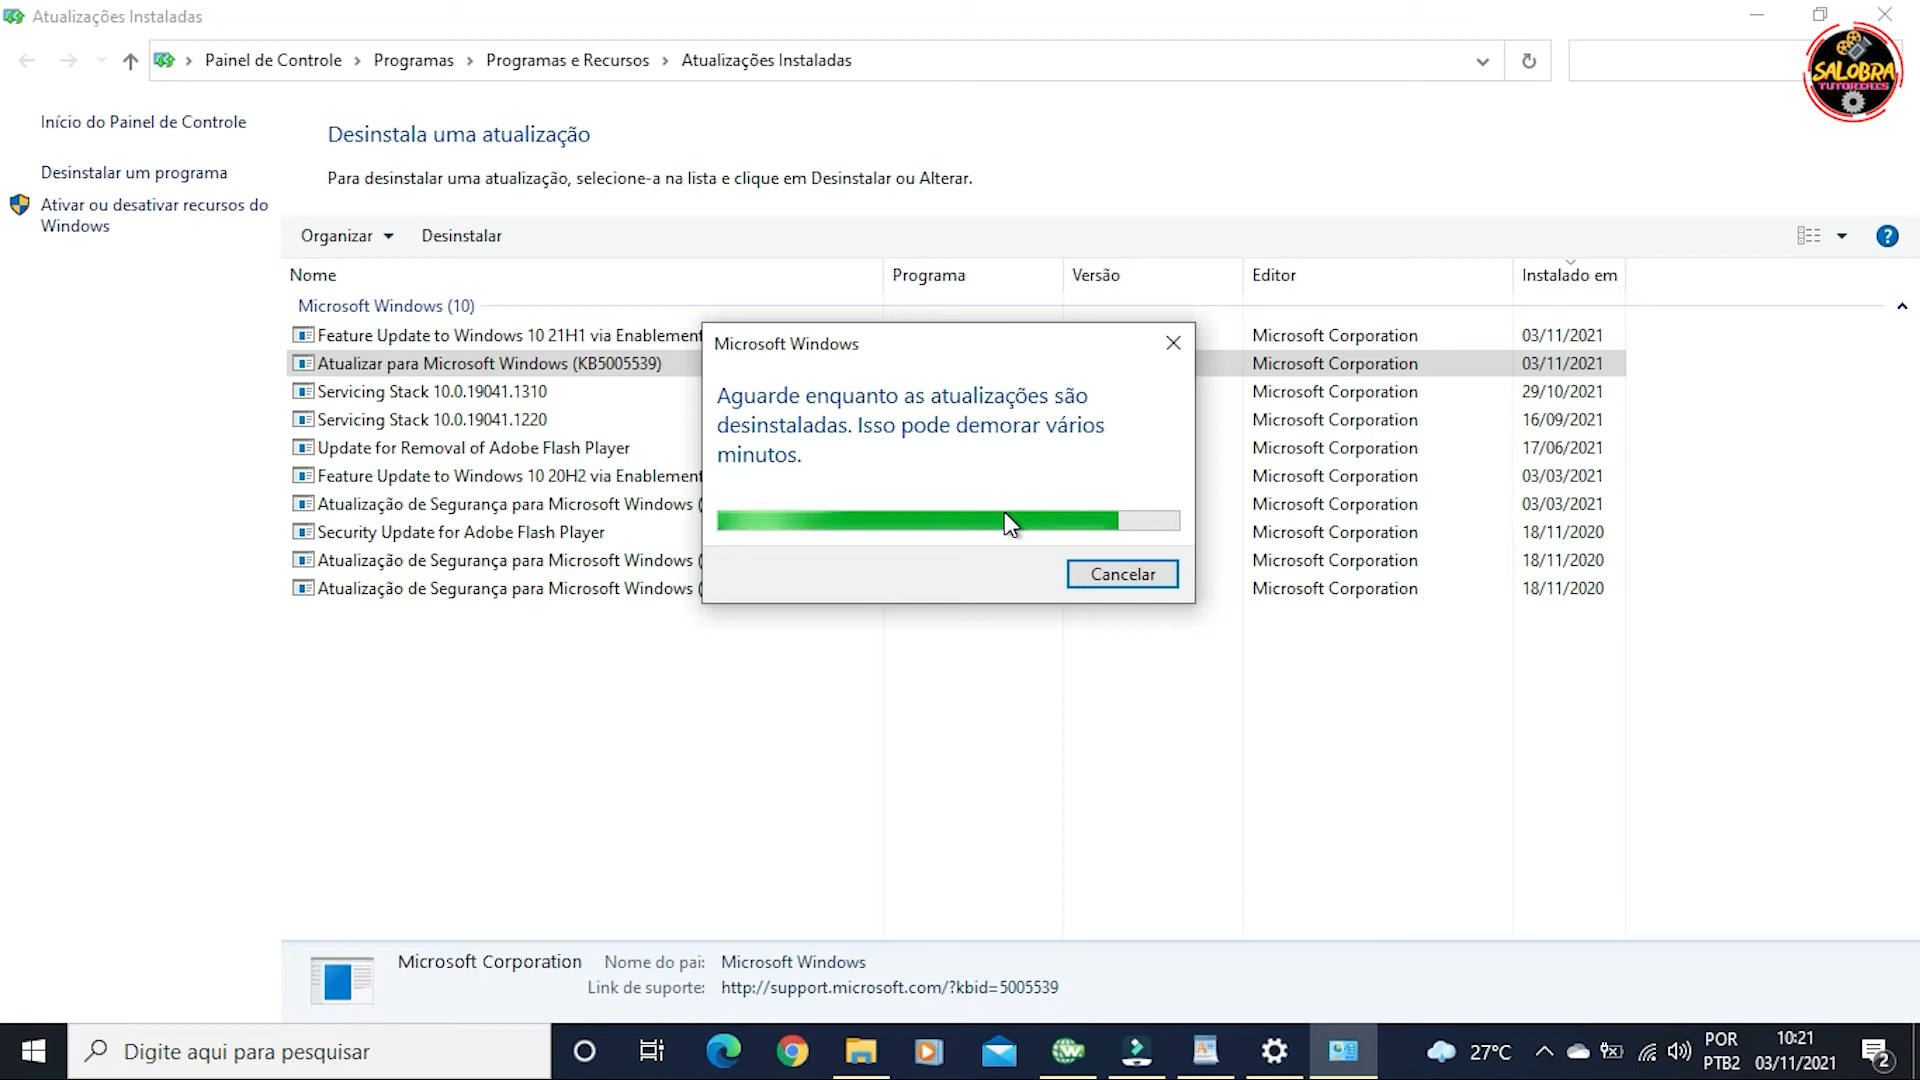 Atualizações Instaladas
Painel de Controle > Programas > Programas e Recursos > Atualizações Instaladas
SALOBRA
TUTORIAIS
Início do Painel de Controle
Desinstalar um programa
Ativar ou desativar recursos do
Windows
Desinstala uma atualização
Para desinstalar uma atualização, selecione-a na lista e clique em Desinstalar ou Alterar.
Organizar Desinstalar
Nome Programa Versão Editor Instalado em
Microsoft Windows (10)
Feature Update to Windows 10 21H1 via Enablement Microsoft Corporation 03/11/2021
Atualizar para Microsoft Windows (KB5005539) Microsoft Corporation 03/11/2021
Servicing Stack 10.0.19041.1310 Microsoft Corporation 29/10/2021
Servicing Stack 10.0.19041.1220 Microsoft Corporation 16/09/2021
Update for Removal of Adobe Flash Player Microsoft Corporation 17/06/2021
Feature Update to Windows 10 20H2 via Enablement Microsoft Corporation 03/03/2021
Atualização de Segurança para Microsoft Windows ( Microsoft Corporation 03/03/2021
Security Update for Adobe Flash Player Microsoft Corporation 18/11/2020
Atualização de Segurança para Microsoft Windows ( Microsoft Corporation 18/11/2020
Atualização de Segurança para Microsoft Windows ( Microsoft Corporation 18/11/2020
Microsoft Windows
Aguarde enquanto as atualizações são
desinstaladas. Isso pode demorar vários
minutos.
Cancelar
Microsoft Corporation Nome do pai: Microsoft Windows
Link de suporte: http://support.microsoft.com/?kbid=5005539
Digite aqui para pesquisar
27°C
POR
PTB2
10:21
03/11/2021
2